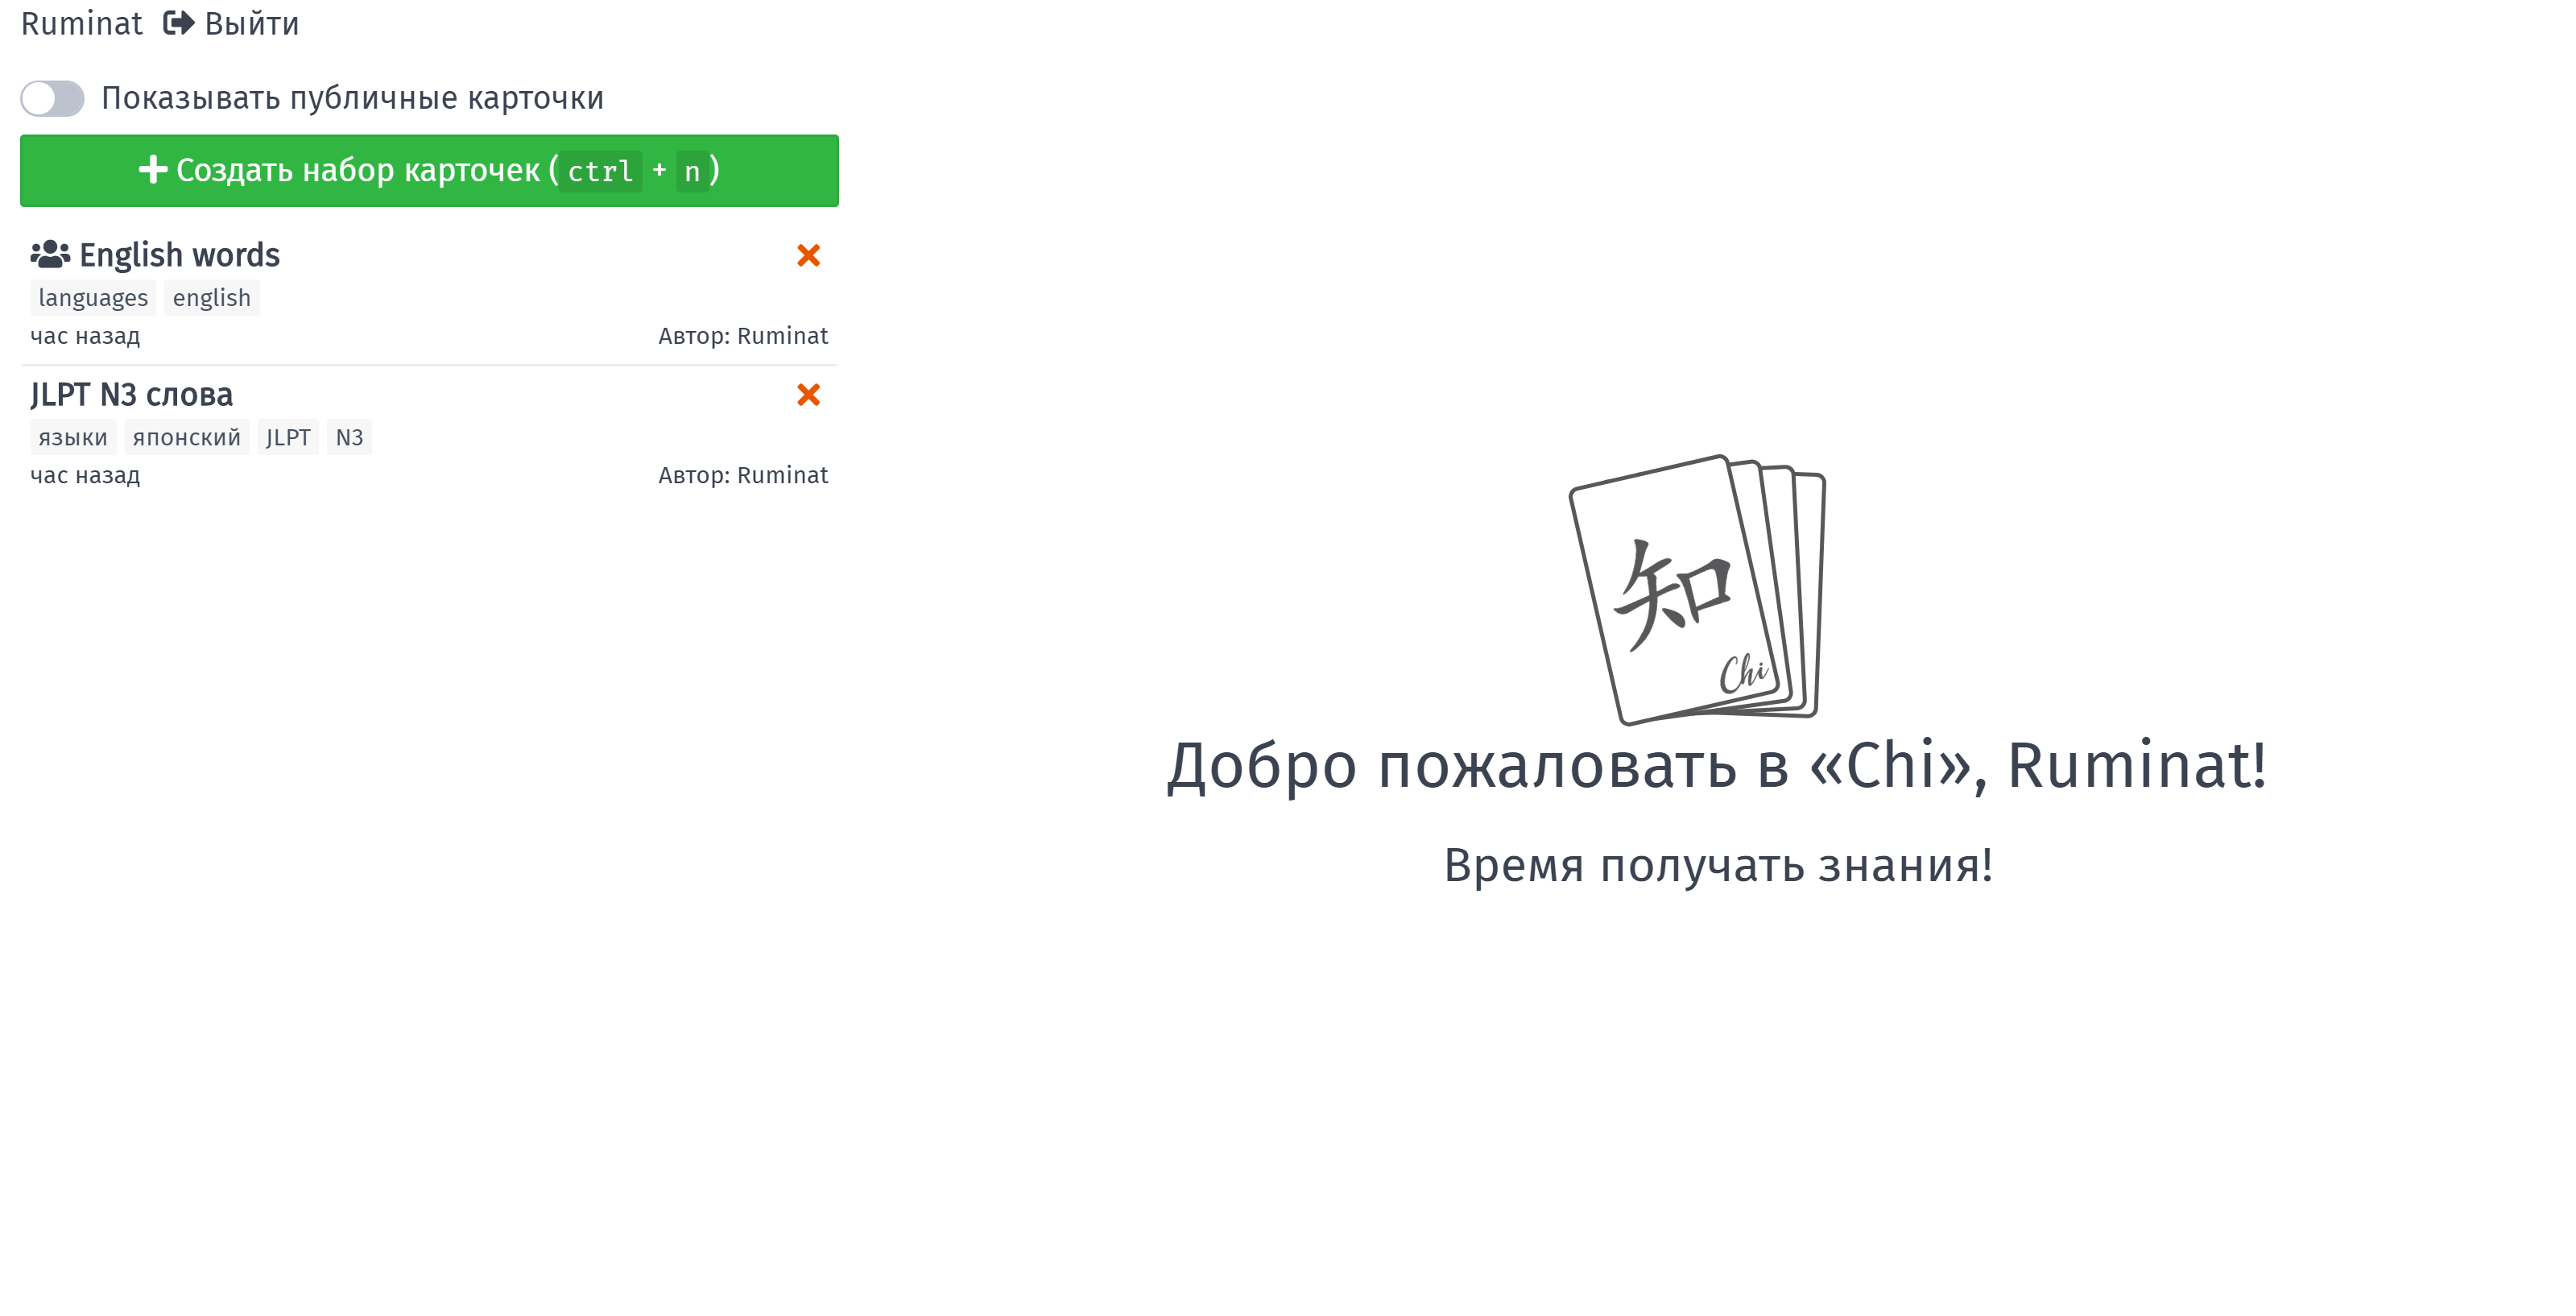 Ruminat Выйти
Показывать публичные карточки
Создать набор карточек (ctrl + n)
English words
languages english
час назад Автор: Ruminat
JLPT N3 слова
языки японский JLPT N3
час назад Автор: Ruminat
知
Chi
Добро пожаловать в «Chi», Ruminat!
Время получать знания!